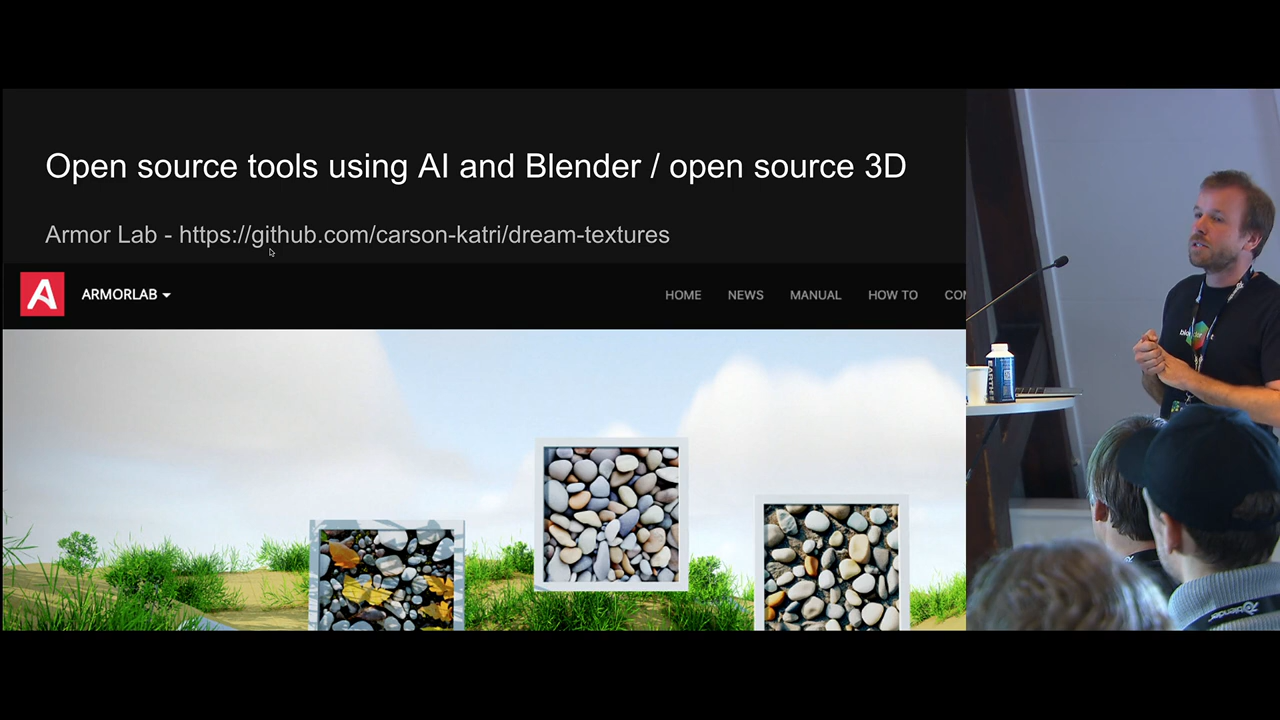 Open source tools using AI and Blender / open source 3D
Armor Lab - https://github.com/carson-katri/dream-textures
A
ARMORLAB
HOME
NEWS
MANUAL
HOW TO
blender